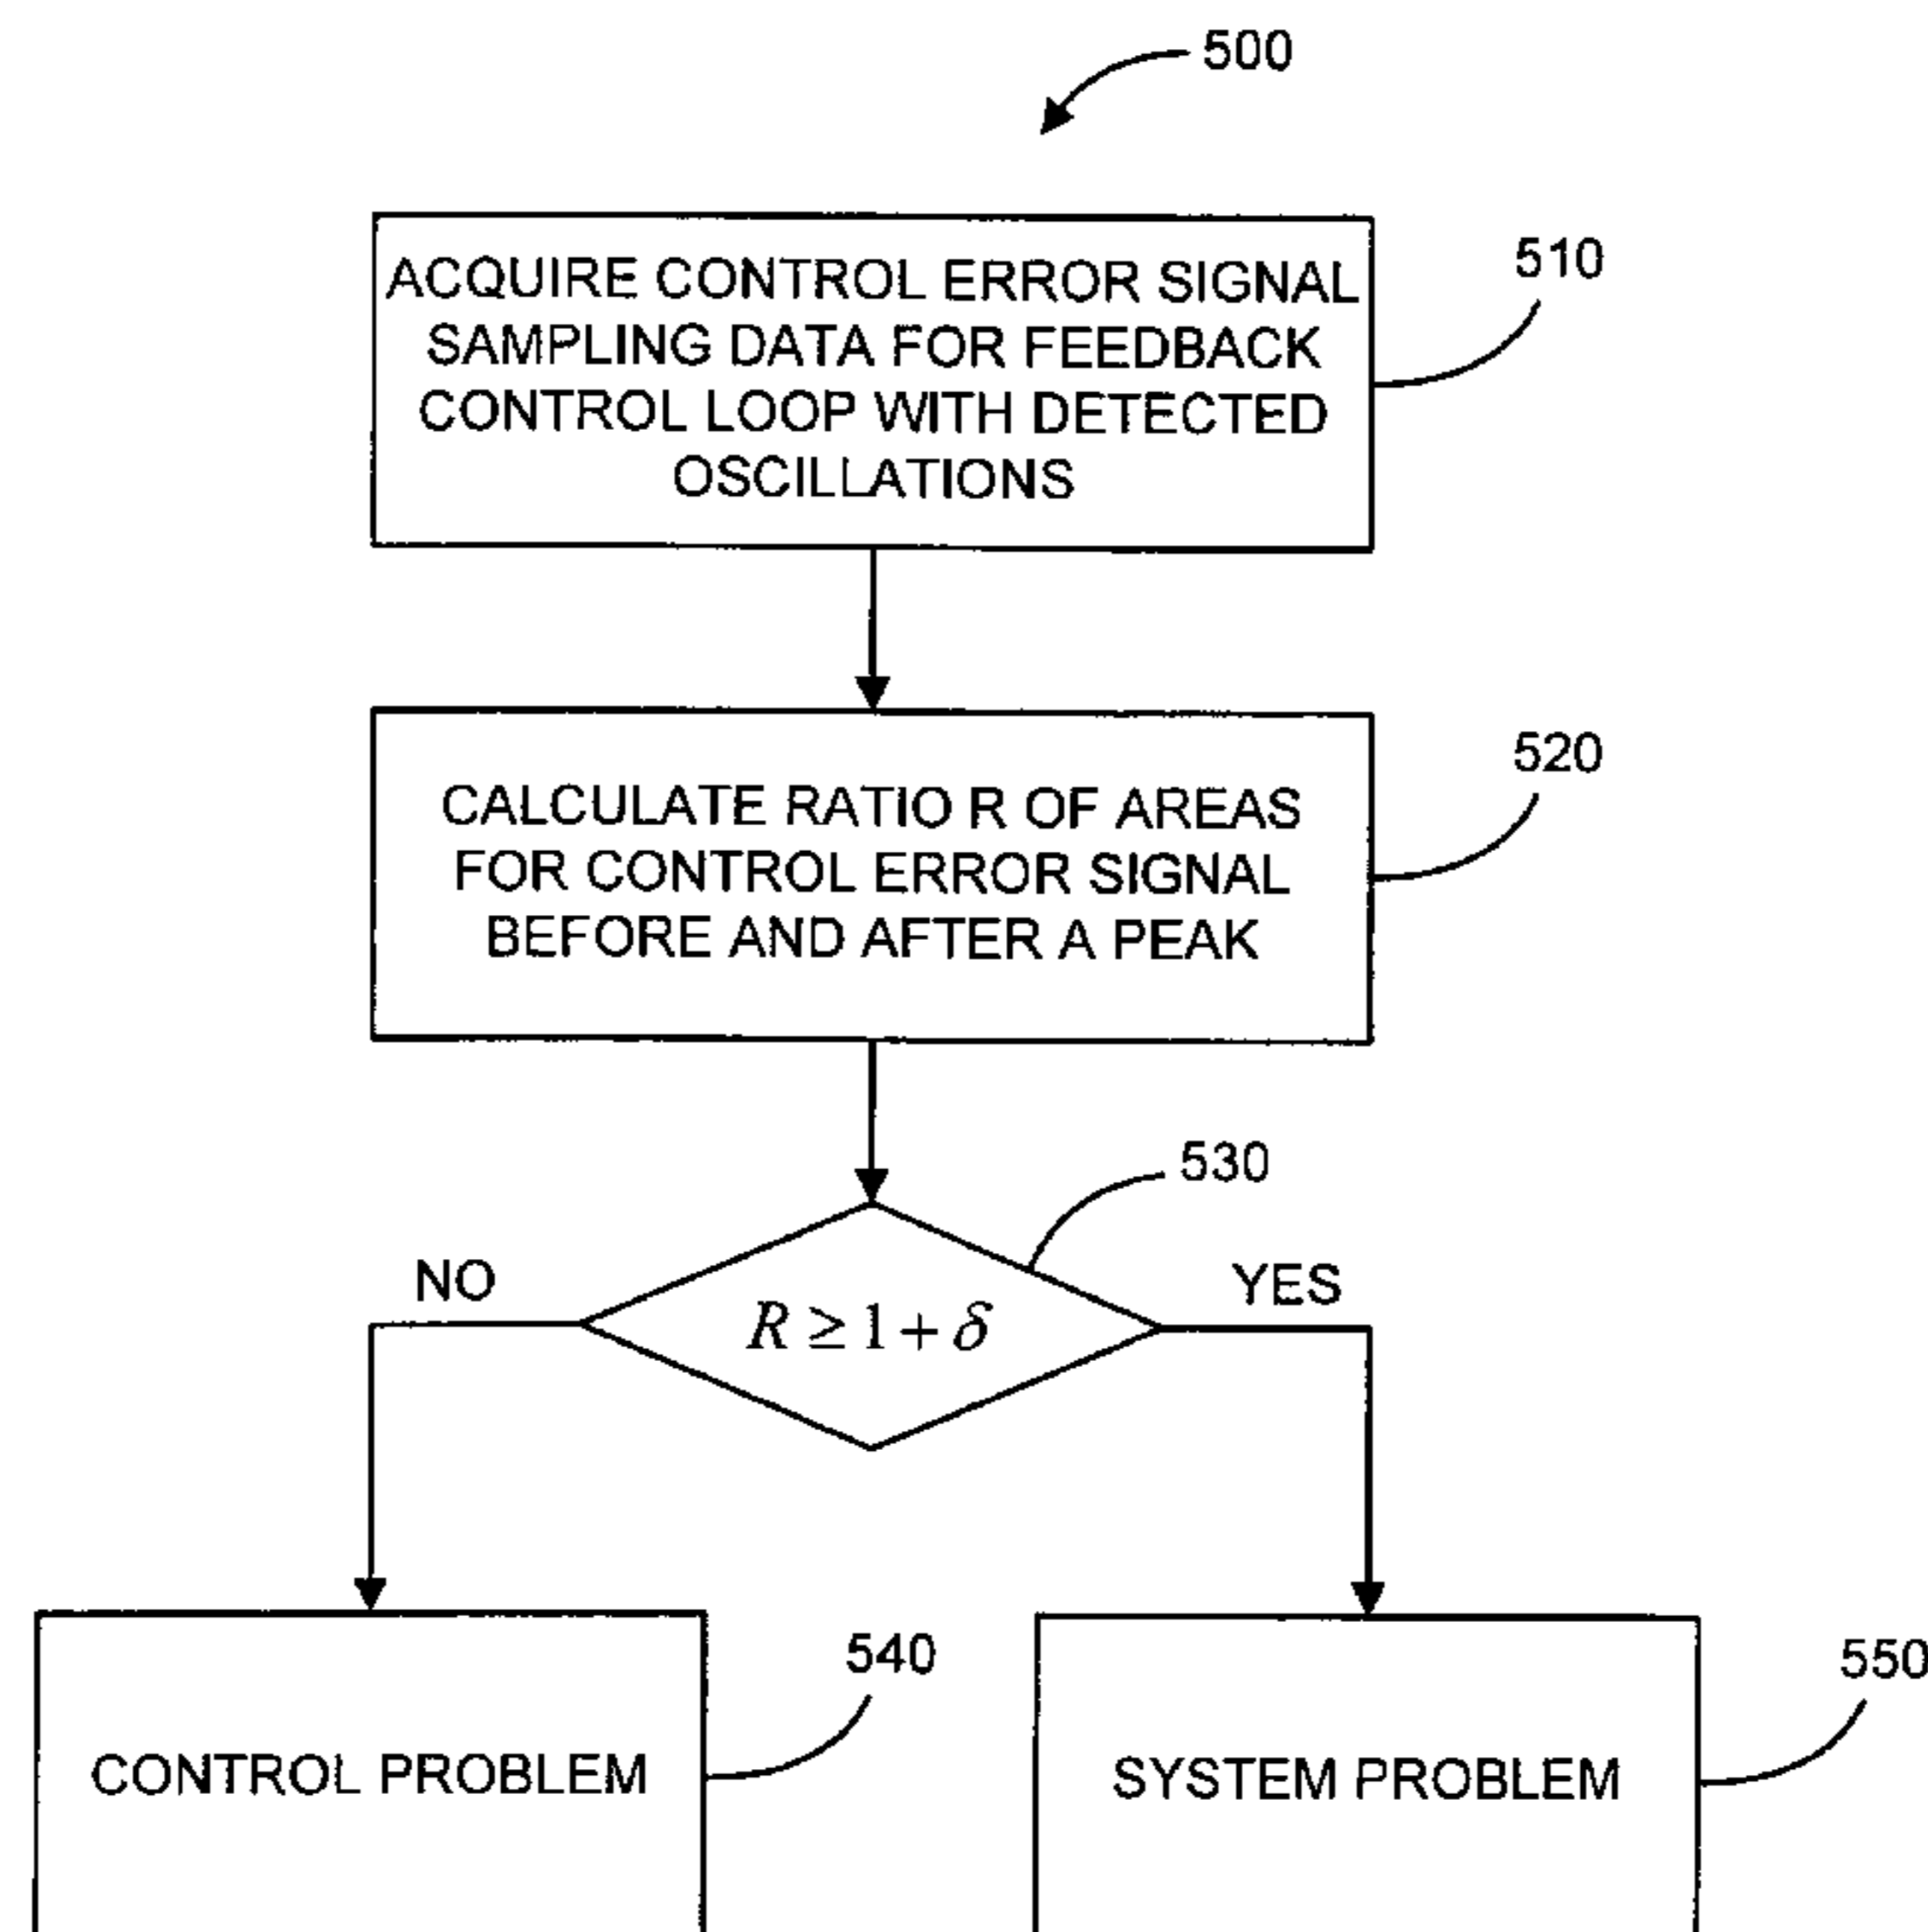 500
ACQUIRE CONTROL ERROR SIGNAL
SAMPLING DATA FOR FEEDBACK
CONTROL LOOP WITH DETECTED
OSCILLATIONS
510
CALCULATE RATIO R OF AREAS
FOR CONTROL ERROR SIGNAL
BEFORE AND AFTER A PEAK
520
530
NO
YES
R ≥ 1 + δ
CONTROL PROBLEM
540
SYSTEM PROBLEM
550